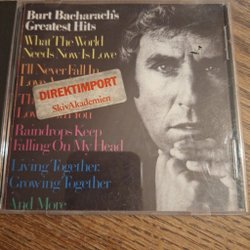 Burt Bacharach's
Greatest Hits
What The World
Needs Now Is Love
I'll Never Fall In
DIREKTIMPORT
SkivAkademien
Raindrops Keep
Falling On My Head
Living Together,
Growing Together
And More